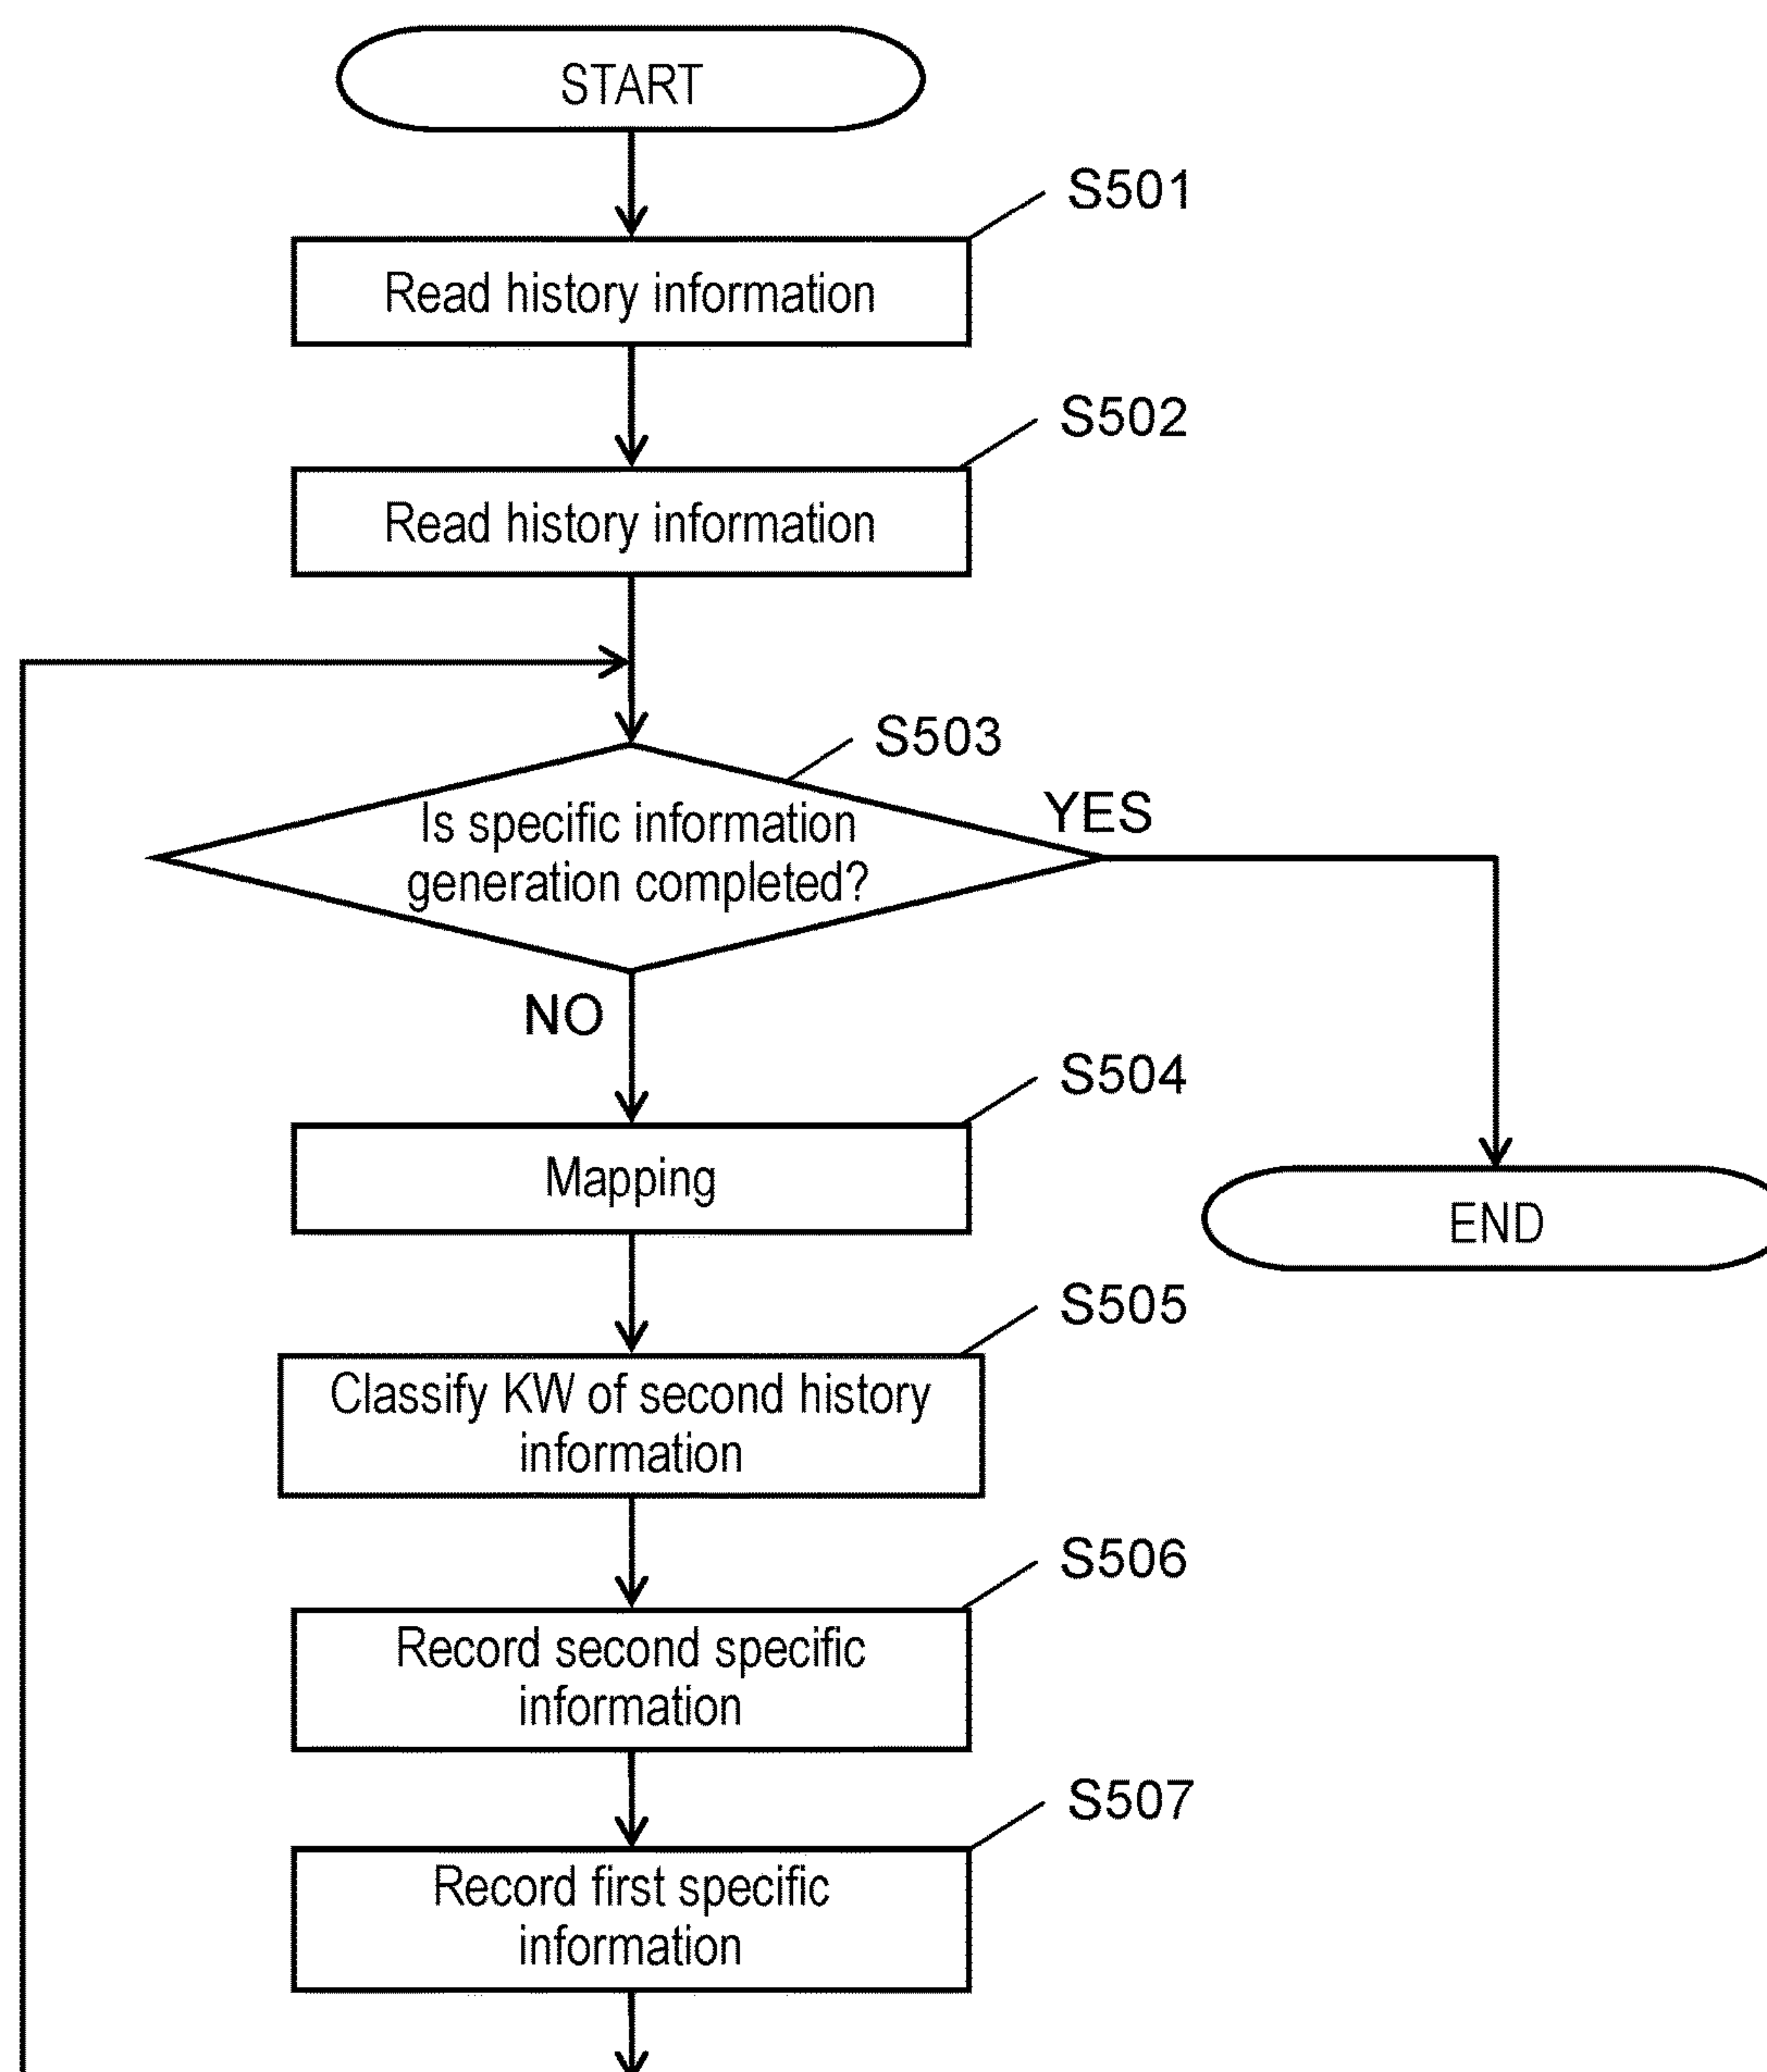 START
S501
Read history information
S502
Read history information
S503
Is specific information
generation completed?
YES
NO
S504
Mapping
END
S505
Classify KW of second history
information
S506
Record second specific
information
S507
Record first specific
information